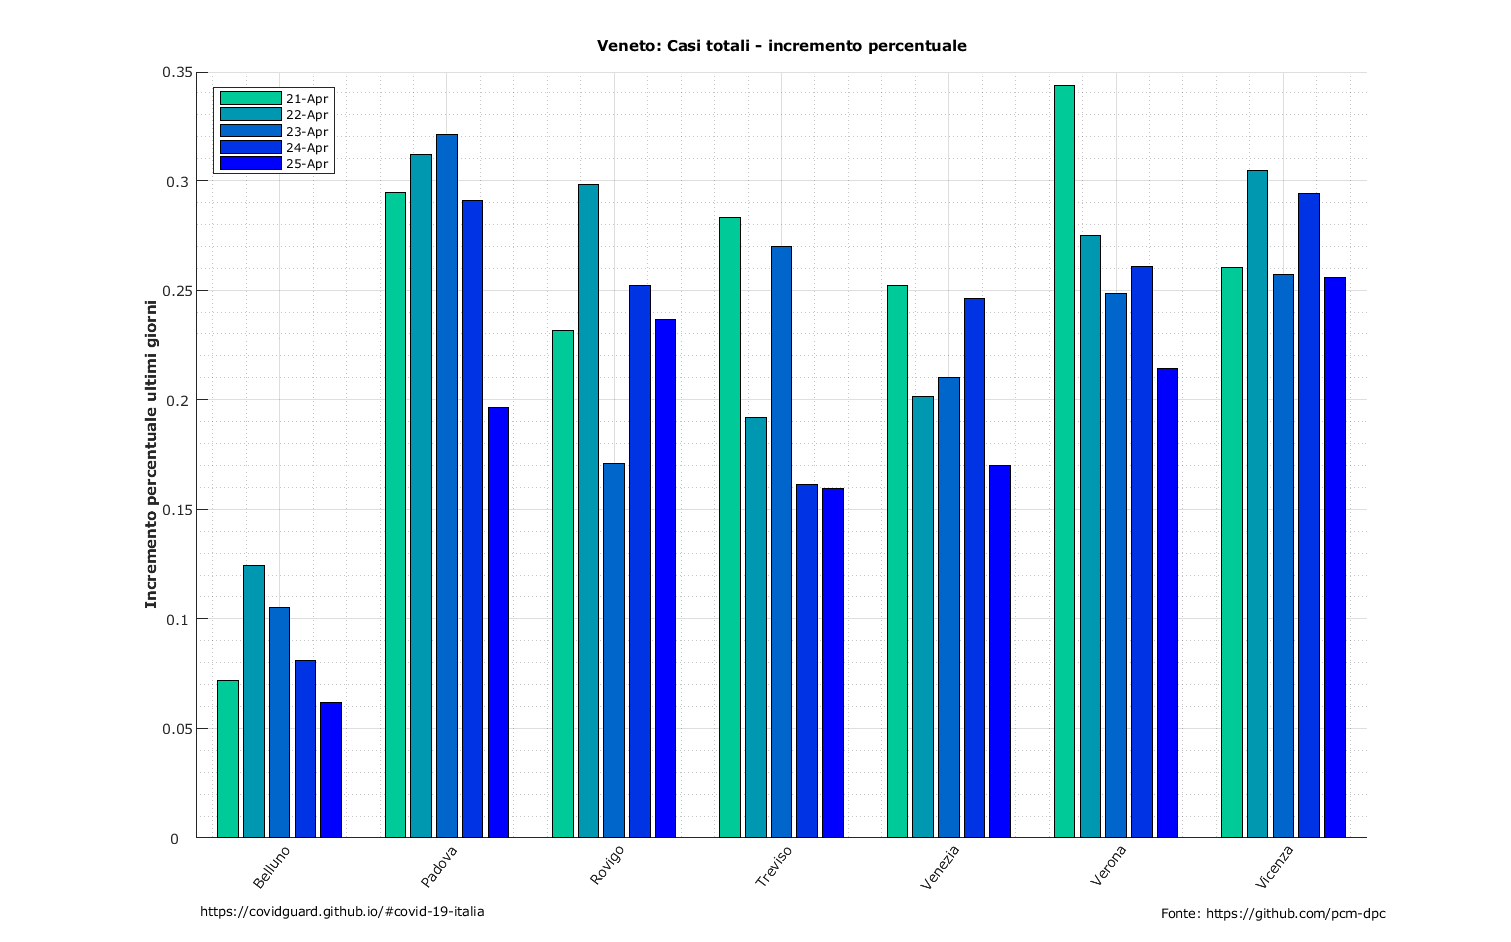 Veneto: Casi totali - incremento percentuale
0.35
0.3
0.25
0.2
0.15
0.1
0.05
0
Incremento percentuale ultimi giorni
21-Apr
22-Apr
23-Apr
24-Apr
25-Apr
Belluno
Padova
Rovigo
Treviso
Venezia
Verona
Vicenza
https://covidguard.github.io/#covid-19-italia
Fonte: https://github.com/pcm-dpc